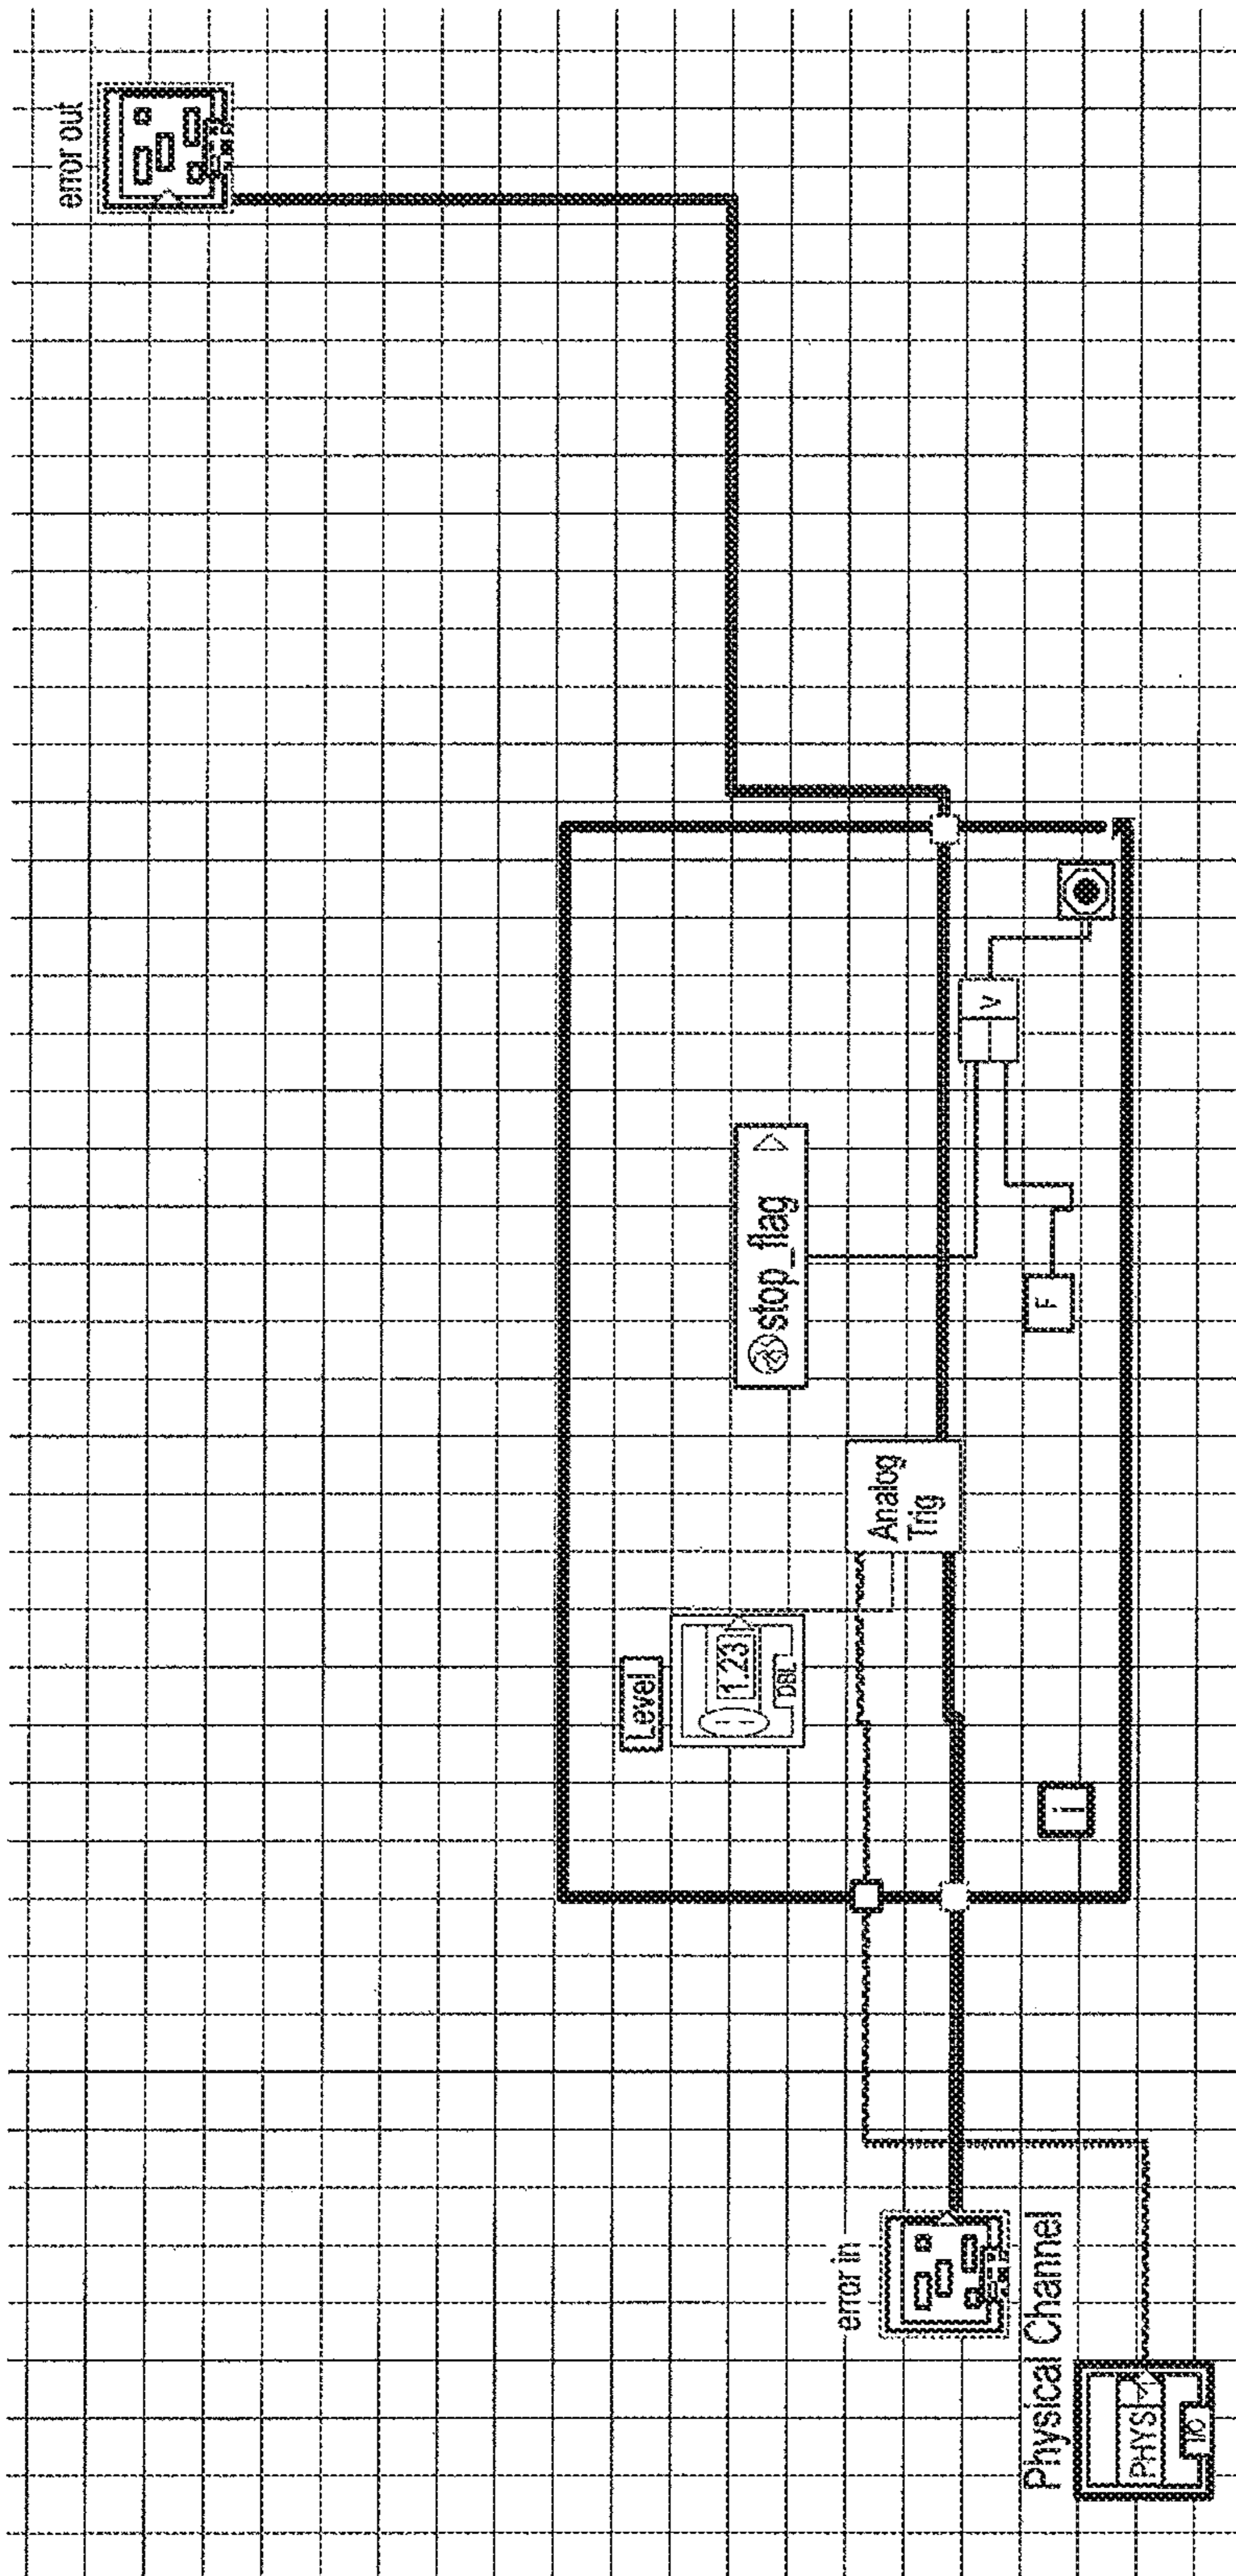 error out
V
stop_flag
F
Analog
Trig
Level
1.23
DBL
i
error in
Physical Channel
PHYS
I/O